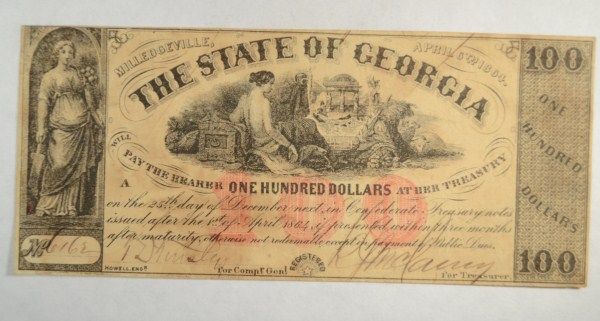 MILLEDGEVILLE,
APRIL 6TH 1864.
THE STATE OF GEORGIA
100
WILL
PAY THE BEARER ONE HUNDRED DOLLARS AT HER TREASURY
A
on the 25th day of December next in Confederate Treasury notes
issued after the 1st of April 1864, if presented within three months
after maturity, otherwise not redeemable except in payment of Public Dues.
No
HOWELL, ENGR.
For Compt Genl
REGISTERED
For Treasurer
ONE
HUNDRED
DOLLARS
100